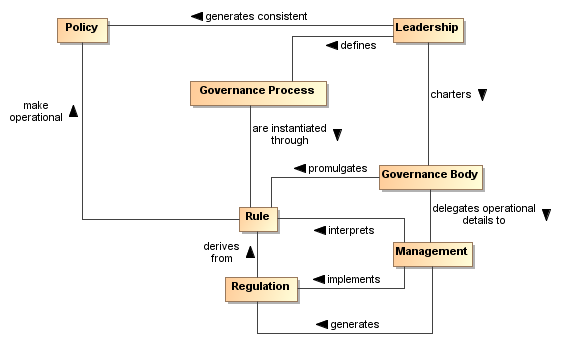 Policy
generates consistent
Leadership
defines
Governance Process
charters
make
operational
are instantiated
through
promulgates
Governance Body
Rule
delegates operational
details to
interprets
derives
from
Management
Regulation
implements
generates